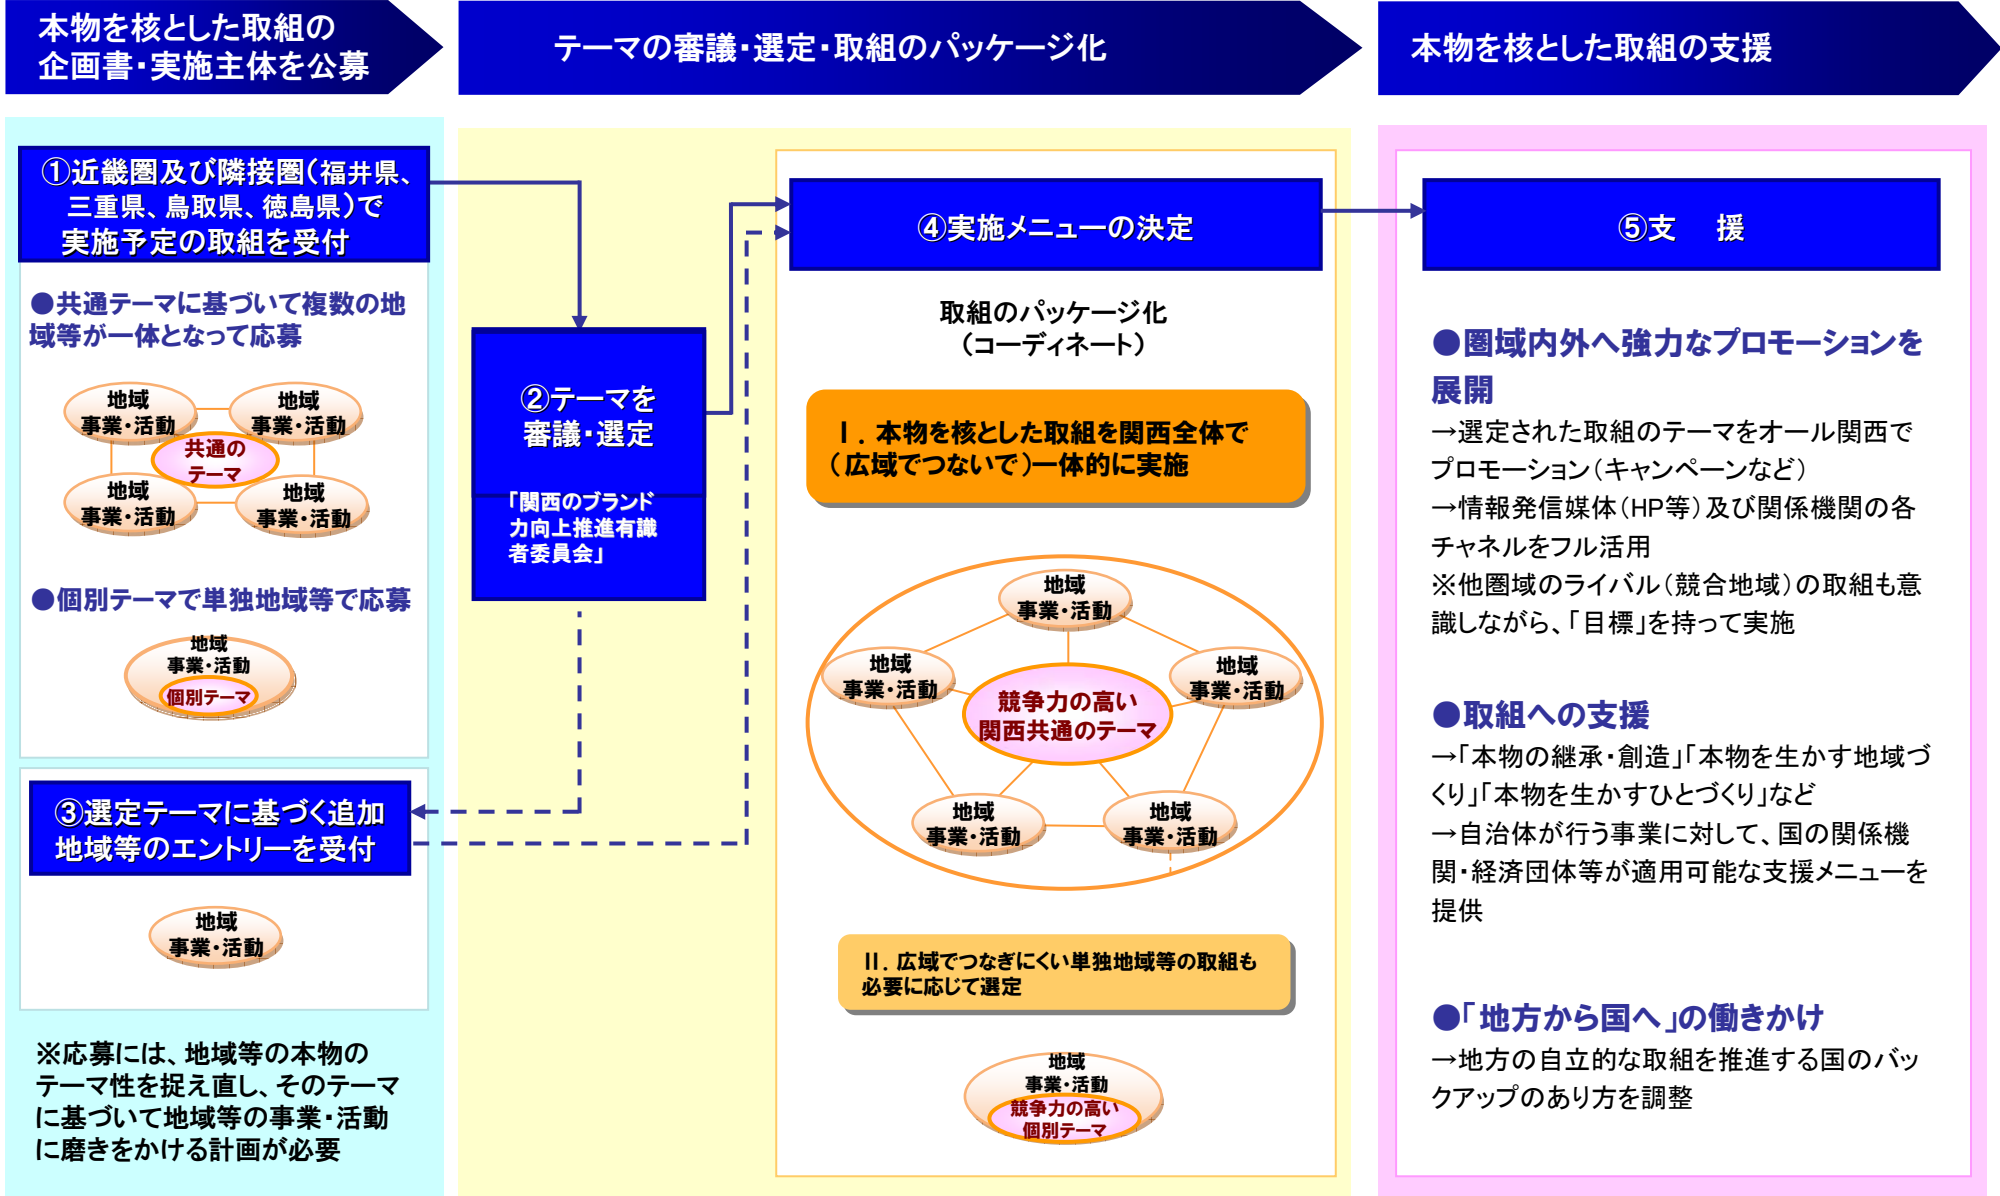 本物を核とした取組の
企画書・実施主体を公募
テーマの審議・選定・取組のパッケージ化
本物を核とした取組の支援
①近畿圏及び隣接圏（福井県、
三重県、鳥取県、徳島県）で
実施予定の取組を受付
●共通テーマに基づいて複数の地
域等が一体となって応募
地域
事業・活動
地域
事業・活動
共通の
テーマ
地域
事業・活動
地域
事業・活動
●個別テーマで単独地域等で応募
地域
事業・活動
個別テーマ
③選定テーマに基づく追加
地域等のエントリーを受付
地域
事業・活動
※応募には、地域等の本物の
テーマ性を捉え直し、そのテーマ
に基づいて地域等の事業・活動
に磨きをかける計画が必要
②テーマを
審議・選定
「関西のブランド
力向上推進有識
者委員会」
④実施メニューの決定
取組のパッケージ化
（コーディネート）
Ⅰ．本物を核とした取組を関西全体で
（広域でつないで）一体的に実施
地域
事業・活動
地域
事業・活動
地域
事業・活動
競争力の高い
関西共通のテーマ
地域
事業・活動
地域
事業・活動
Ⅱ．広域でつなぎにくい単独地域等の取組も
必要に応じて選定
地域
事業・活動
競争力の高い
個別テーマ
⑤支　援
●圏域内外へ強力なプロモーションを
展開
→選定された取組のテーマをオール関西で
プロモーション（キャンペーンなど）
→情報発信媒体（HP等）及び関係機関の各
チャネルをフル活用
※他圏域のライバル（競合地域）の取組も意
識しながら、「目標」を持って実施
●取組への支援
→「本物の継承・創造」「本物を生かす地域づ
くり」「本物を生かすひとづくり」など
→自治体が行う事業に対して、国の関係機
関・経済団体等が適用可能な支援メニューを
提供
●「地方から国へ」の働きかけ
→地方の自立的な取組を推進する国のバッ
クアップのあり方を調整